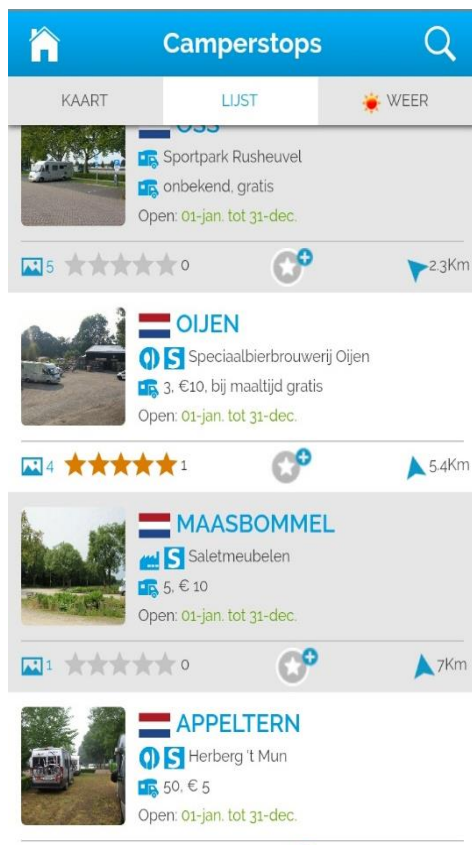 Camperstops
KAART LIJST WEER
OSS
Sportpark Rusheuvel
onbekend, gratis
Open: 01-jan. tot 31-dec.
5 0 2.3Km
OIJEN
S Speciaalbierbrouwerij Oijen
3, €10, bij maaltijd gratis
Open: 01-jan. tot 31-dec.
4 1 5.4Km
MAASBOMMEL
S Saletmeubelen
5, € 10
Open: 01-jan. tot 31-dec.
1 0 7Km
APPELTERN
S Herberg 't Mun
50, € 5
Open: 01-jan. tot 31-dec.